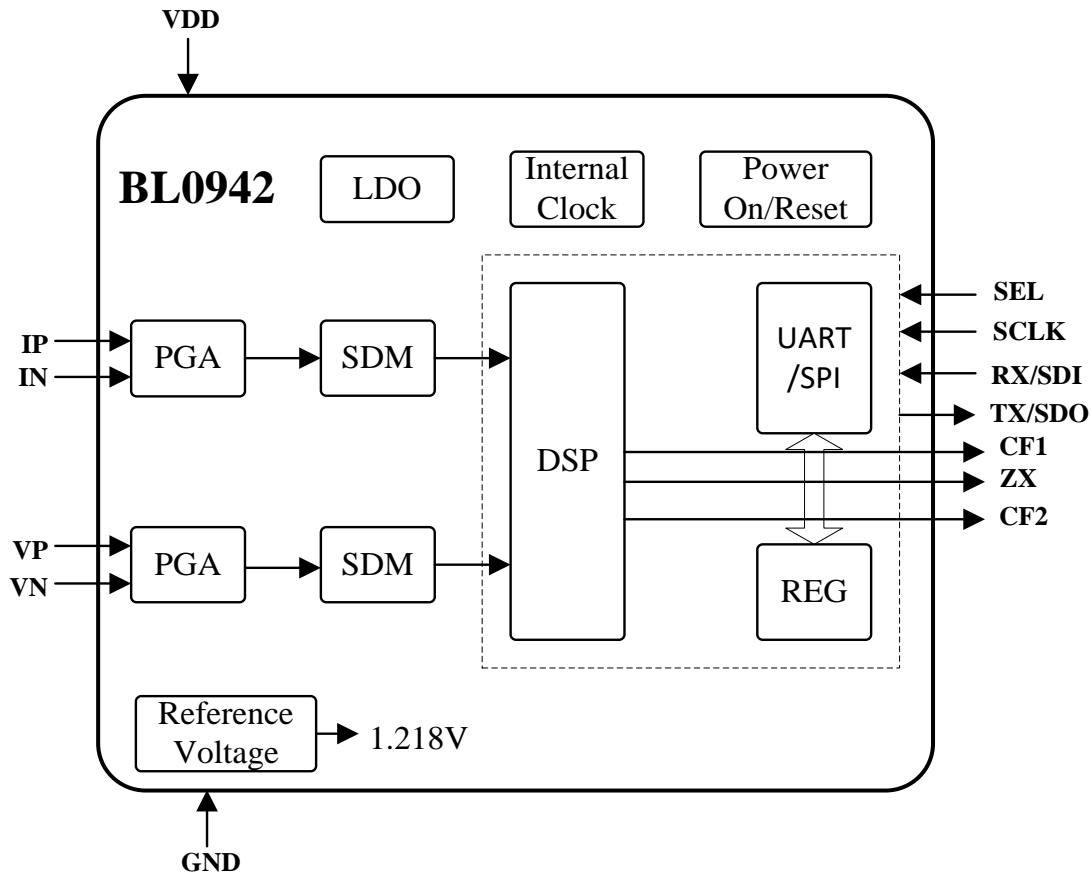 VDD
BL0942
LDO
Internal
Clock
Power
On/Reset
SEL
SCLK
RX/SDI
TX/SDO
CF1
ZX
CF2
IP
IN
PGA
SDM
UART
/SPI
DSP
VP
VN
PGA
SDM
REG
Reference
Voltage
1.218V
GND